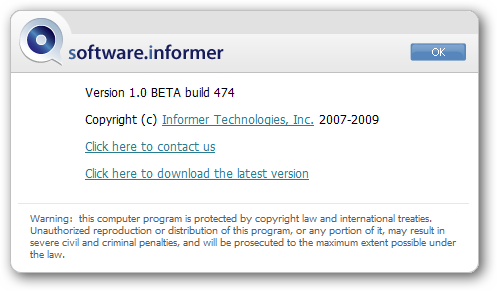 software.informer
OK
Version 1.0 BETA build 474
Copyright (c) Informer Technologies, Inc. 2007-2009
Click here to contact us
Click here to download the latest version
Warning: this computer program is protected by copyright law and international treaties.
Unauthorized reproduction or distribution of this program, or any portion of it, may result in
severe civil and criminal penalties, and will be prosecuted to the maximum extent possible under
the law.